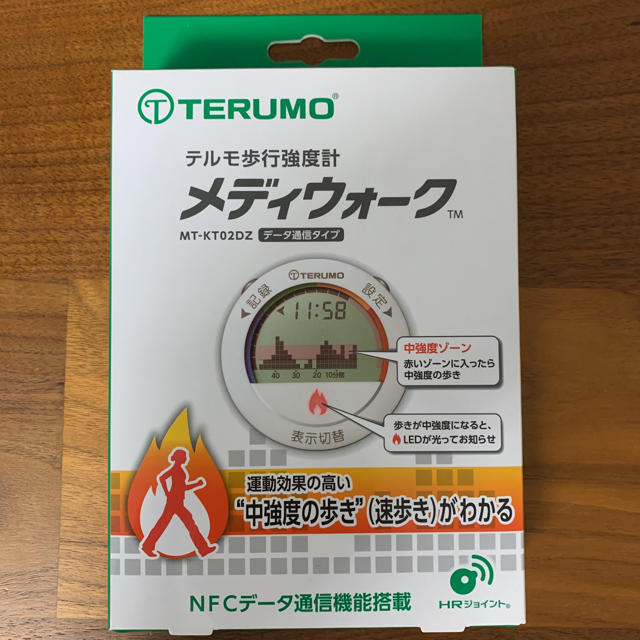 TERUMO®
テルモ歩行強度計
メディウォーク™
MT-KT02DZ データ通信タイプ
TERUMO
◀記録
設定▶
11:58
40 30 20 10分前
表示切替
中強度ゾーン
赤いゾーンに入ったら
中強度の歩き
歩きが中強度になると、
LEDが光ってお知らせ
運動効果の高い
“中強度の歩き”(速歩き)がわかる
NFCデータ通信機能搭載
HRジョイント®